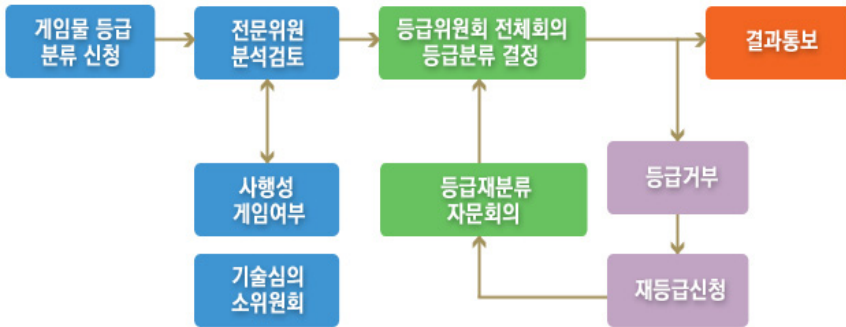 게임물 등급
분류 신청
전문위원
분석검토
등급위원회 전체회의
등급분류 결정
결과통보
사행성
게임여부
등급재분류
자문회의
등급거부
기술심의
소위원회
재등급신청